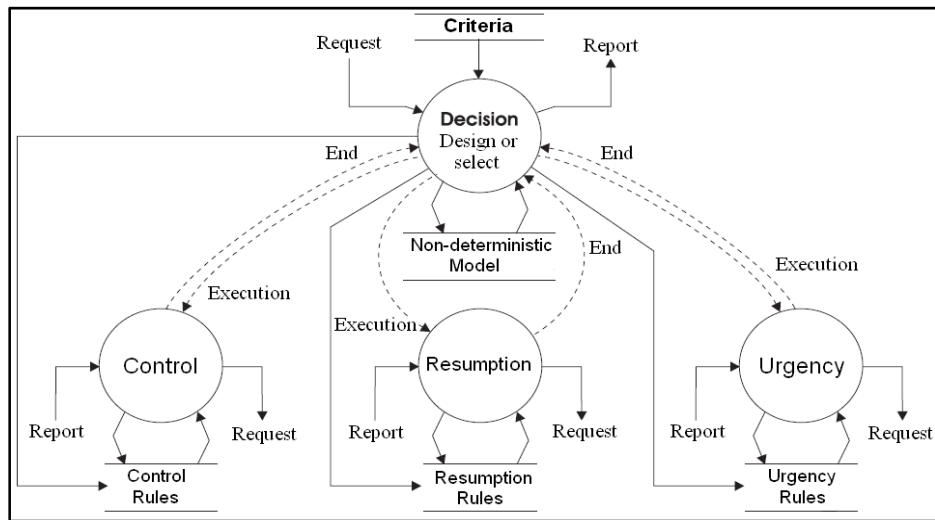 Criteria
Request
Report
Decision
Design or
select
End
End
Non-deterministic
Model
End
Execution
Execution
Execution
Control
Resumption
Urgency
Report
Request
Report
Request
Report
Request
Control
Rules
Resumption
Rules
Urgency
Rules